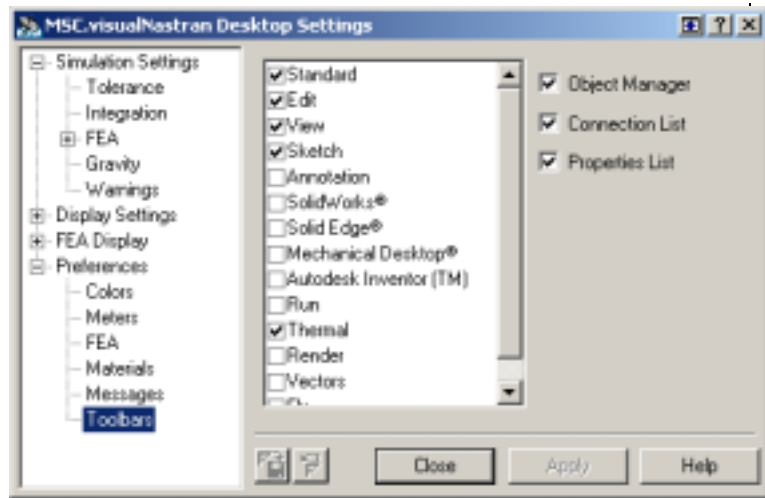 MSC.visualNastran Desktop Settings
Simulation Settings
Tolerance
Integration
FEA
Gravity
Warnings
Display Settings
FEA Display
Preferences
Colors
Meters
FEA
Materials
Messages
Toolbars
Standard
Edit
View
Sketch
Annotation
SolidWorks®
Solid Edge®
Mechanical Desktop®
Autodesk Inventor (TM)
Run
Thermal
Render
Vectors
Object Manager
Connection List
Properties List
Close
Apply
Help